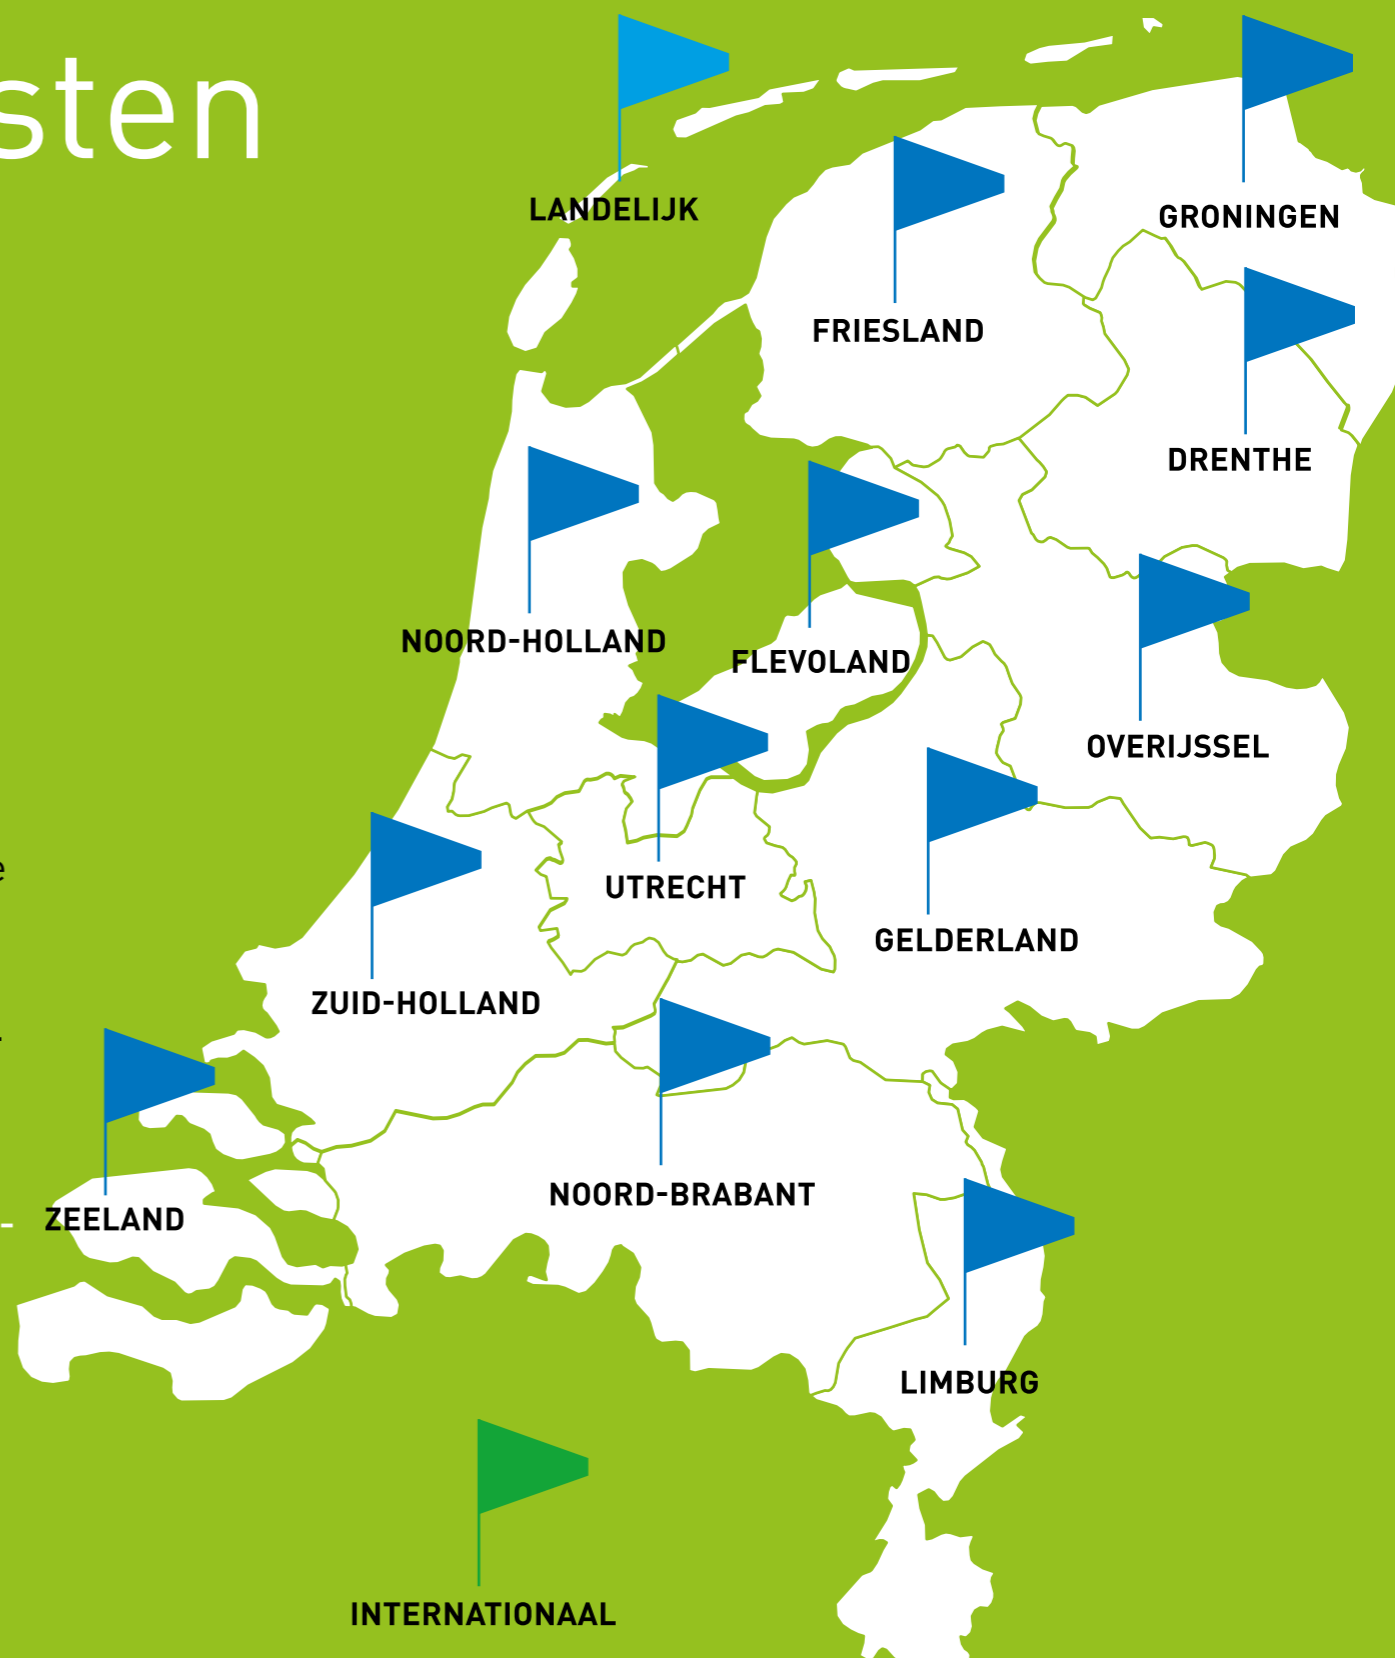 sten
LANDELIJK
GRONINGEN
FRIESLAND
DRENTHE
NOORD-HOLLAND
FLEVOLAND
OVERIJSSEL
e
UTRECHT
GELDERLAND
ZUID-HOLLAND
.
NOORD-BRABANT
ZEELAND
-
LIMBURG
INTERNATIONAAL